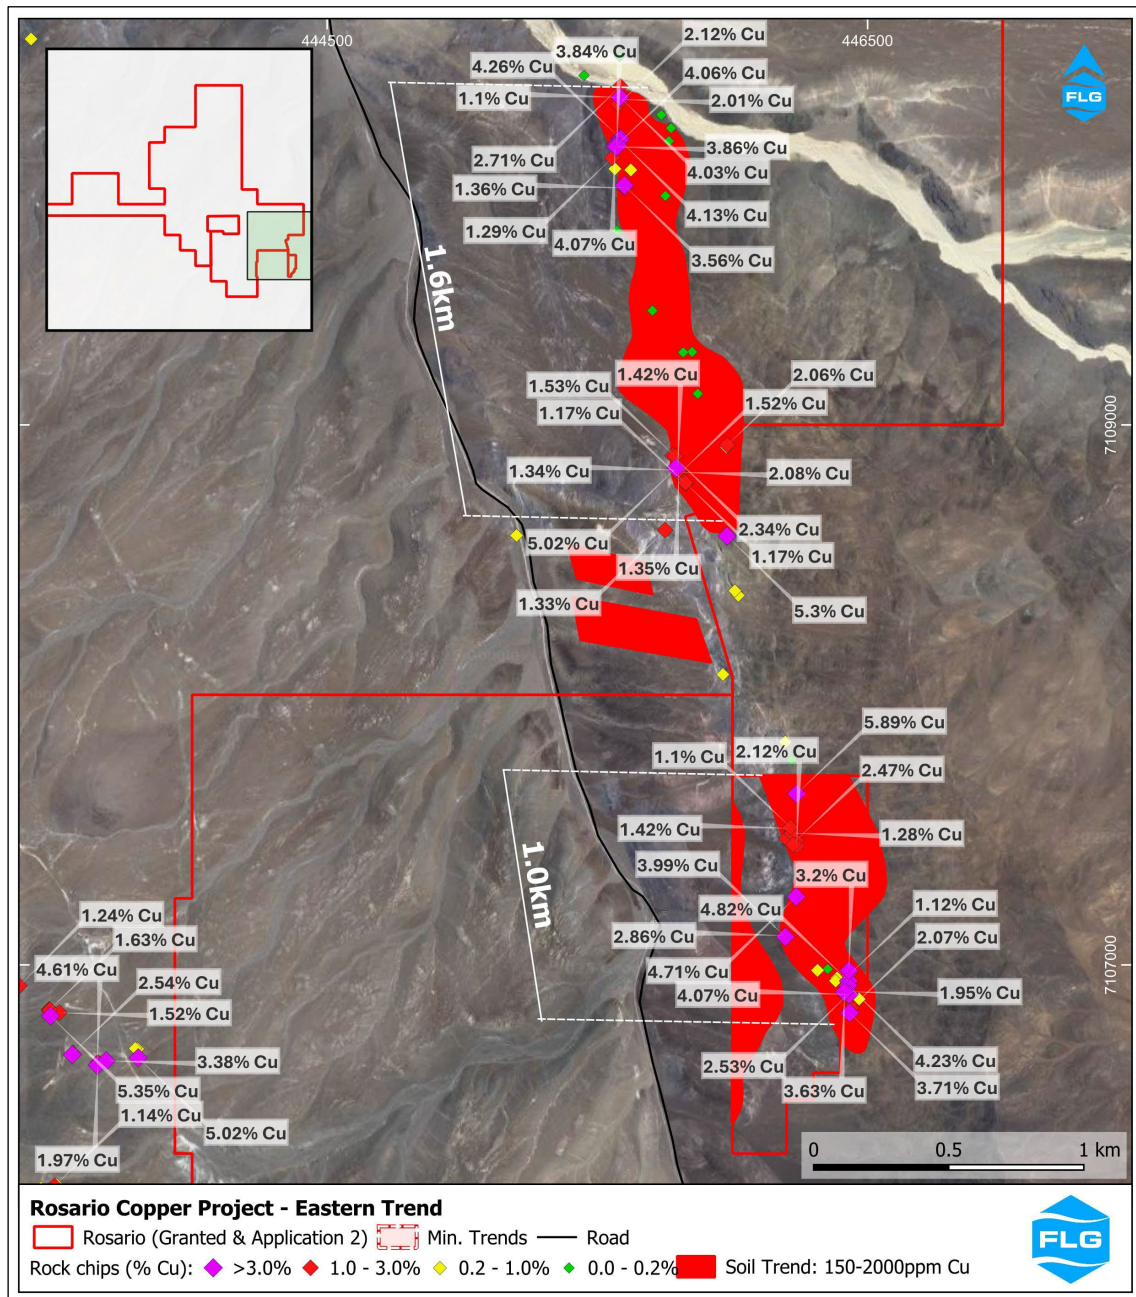 444500
446500
2.12% Cu
3.84% Cu
4.26% Cu
4.06% Cu
1.1% Cu
2.01% Cu
FLG
2.71% Cu
3.86% Cu
4.03% Cu
1.36% Cu
4.13% Cu
1.29% Cu
4.07% Cu
3.56% Cu
1.6km
1.42% Cu
2.06% Cu
1.53% Cu
1.52% Cu
1.17% Cu
7109000
1.34% Cu
2.08% Cu
2.34% Cu
5.02% Cu
1.17% Cu
1.35% Cu
1.33% Cu
5.3% Cu
5.89% Cu
2.12% Cu
1.1% Cu
2.47% Cu
1.42% Cu
1.28% Cu
1.0km
3.99% Cu
3.2% Cu
4.82% Cu
1.12% Cu
1.24% Cu
2.86% Cu
2.07% Cu
1.63% Cu
4.61% Cu
4.71% Cu
7107000
2.54% Cu
4.07% Cu
1.95% Cu
1.52% Cu
3.38% Cu
2.53% Cu
4.23% Cu
5.35% Cu
3.63% Cu
3.71% Cu
1.14% Cu
5.02% Cu
1.97% Cu
0 0.5 1 km
Rosario Copper Project - Eastern Trend
Rosario (Granted & Application 2) Min. Trends Road
Rock chips (% Cu): >3.0% 1.0 - 3.0% 0.2 - 1.0% 0.0 - 0.2% Soil Trend: 150-2000ppm Cu
FLG